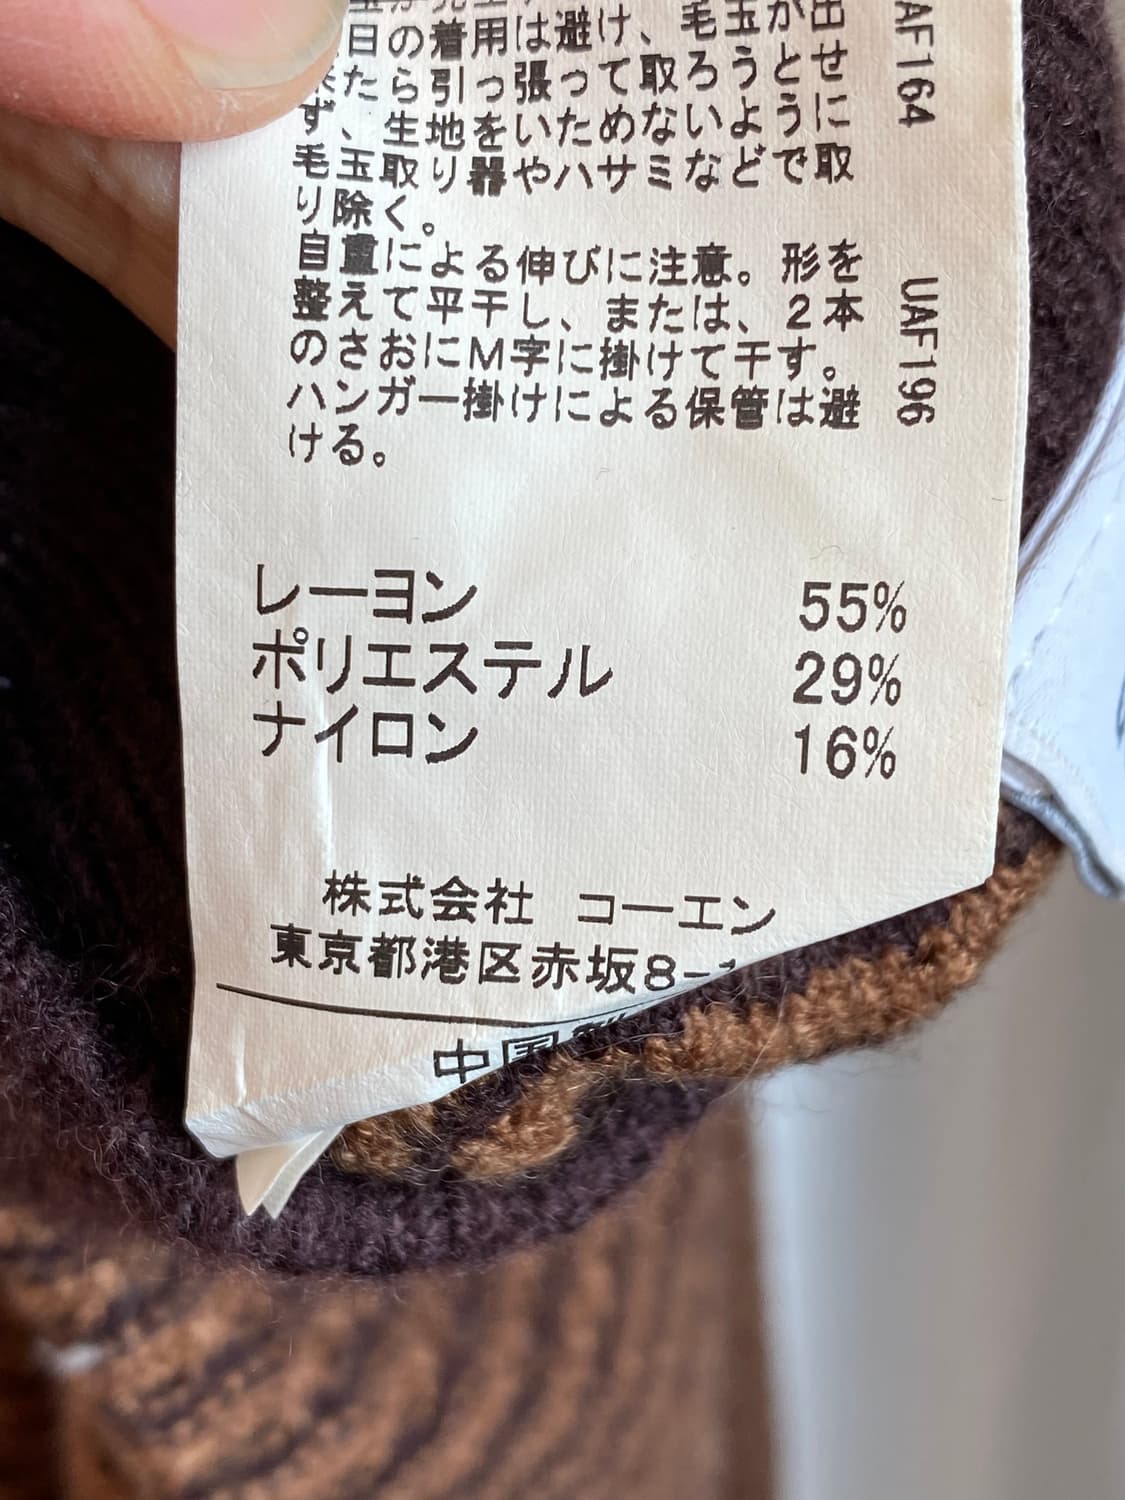 日の着用は避け、毛玉が出
たら引っ張って取ろうとせ
ず、生地をいためないように
毛玉取り器やハサミなどで取
り除く。
自重による伸びに注意。形を
整えて平干し、または、2本
のさおにM字に掛けて干す。
ハンガー掛けによる保管は避
ける。
AF164
UAF196
レーヨン 55%
ポリエステル 29%
ナイロン 16%
株式会社 コーエン
東京都港区赤坂8-1
中国製